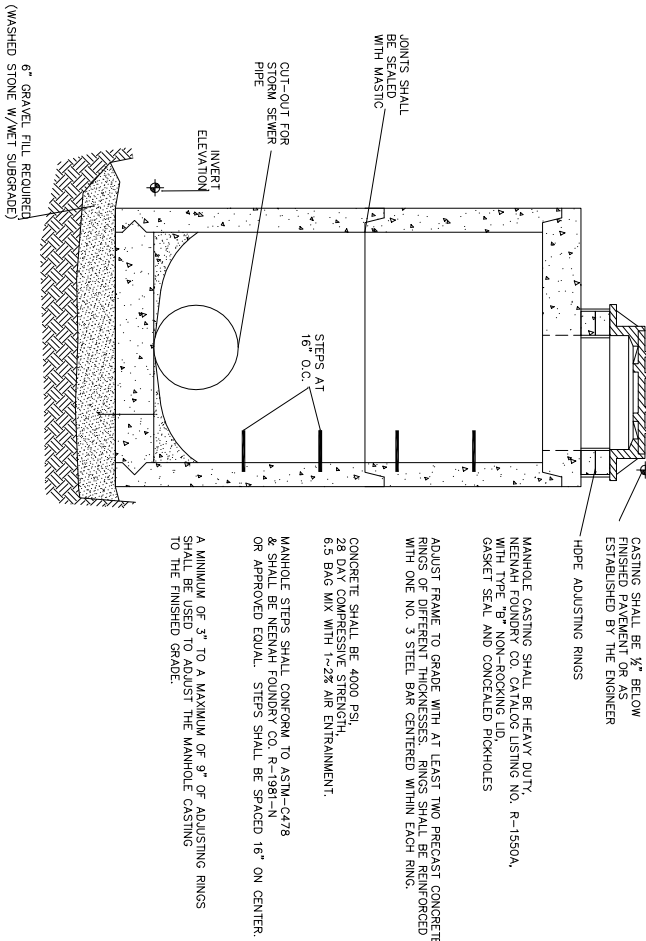 CASTING SHALL BE ½" BELOW
FINISHED PAVEMENT OR AS
ESTABLISHED BY THE ENGINEER
HDPE ADJUSTING RINGS
MANHOLE CASTING SHALL BE HEAVY DUTY,
NEENAH FOUNDRY CO. CATALOG LISTING NO. R-1550A,
WITH TYPE "B" NON-ROCKING LID,
GASKET SEAL AND CONCEALED PICKHOLES
ADJUST FRAME TO GRADE WITH AT LEAST TWO PRECAST CONCRETE
RINGS OF DIFFERENT THICKNESSES. RINGS SHALL BE REINFORCED
WITH ONE NO. 3 STEEL BAR CENTERED WITHIN EACH RING.
CONCRETE SHALL BE 4000 PSI,
28 DAY COMPRESSIVE STRENGTH,
6.5 BAG MIX WITH 1~2% AIR ENTRAINMENT.
MANHOLE STEPS SHALL CONFORM TO ASTM-C478
& SHALL BE NEENAH FOUNDRY CO. R-1981-N
OR APPROVED EQUAL. STEPS SHALL BE SPACED 16" ON CENTER.
A MINIMUM OF 3" TO A MAXIMUM OF 9" OF ADJUSTING RINGS
SHALL BE USED TO ADJUST THE MANHOLE CASTING
TO THE FINISHED GRADE.
JOINTS SHALL
BE SEALED
WITH MASTIC
CUT-OUT FOR
STORM SEWER
PIPE
STEPS AT
16" O.C.
INVERT
ELEVATION
6" GRAVEL FILL REQUIRED
(WASHED STONE W/WET SUBGRADE)